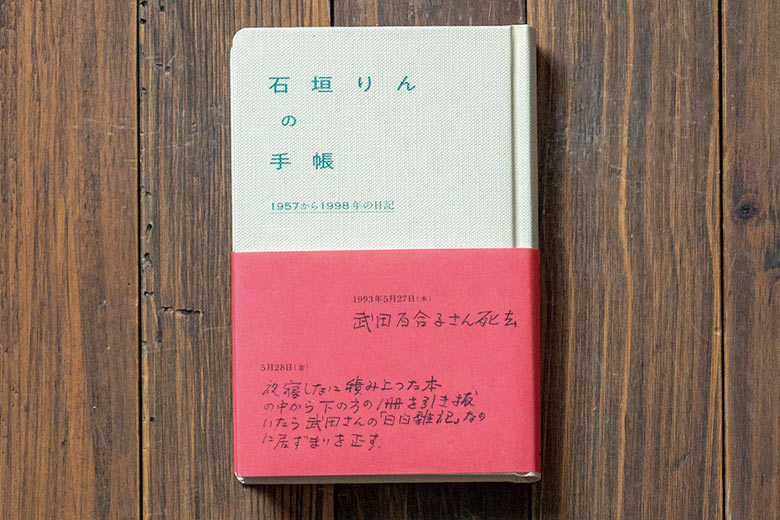 石垣りん
の
手帳
1957から1998年の日記
1993年5月27日(木)
武田百合子さん死去
5月28日(金)
夜寝しなに積み上った本
の中から下の方の1冊を引き抜
いたら武田さんの「日日雑記」なの
に居ずまいを正す。